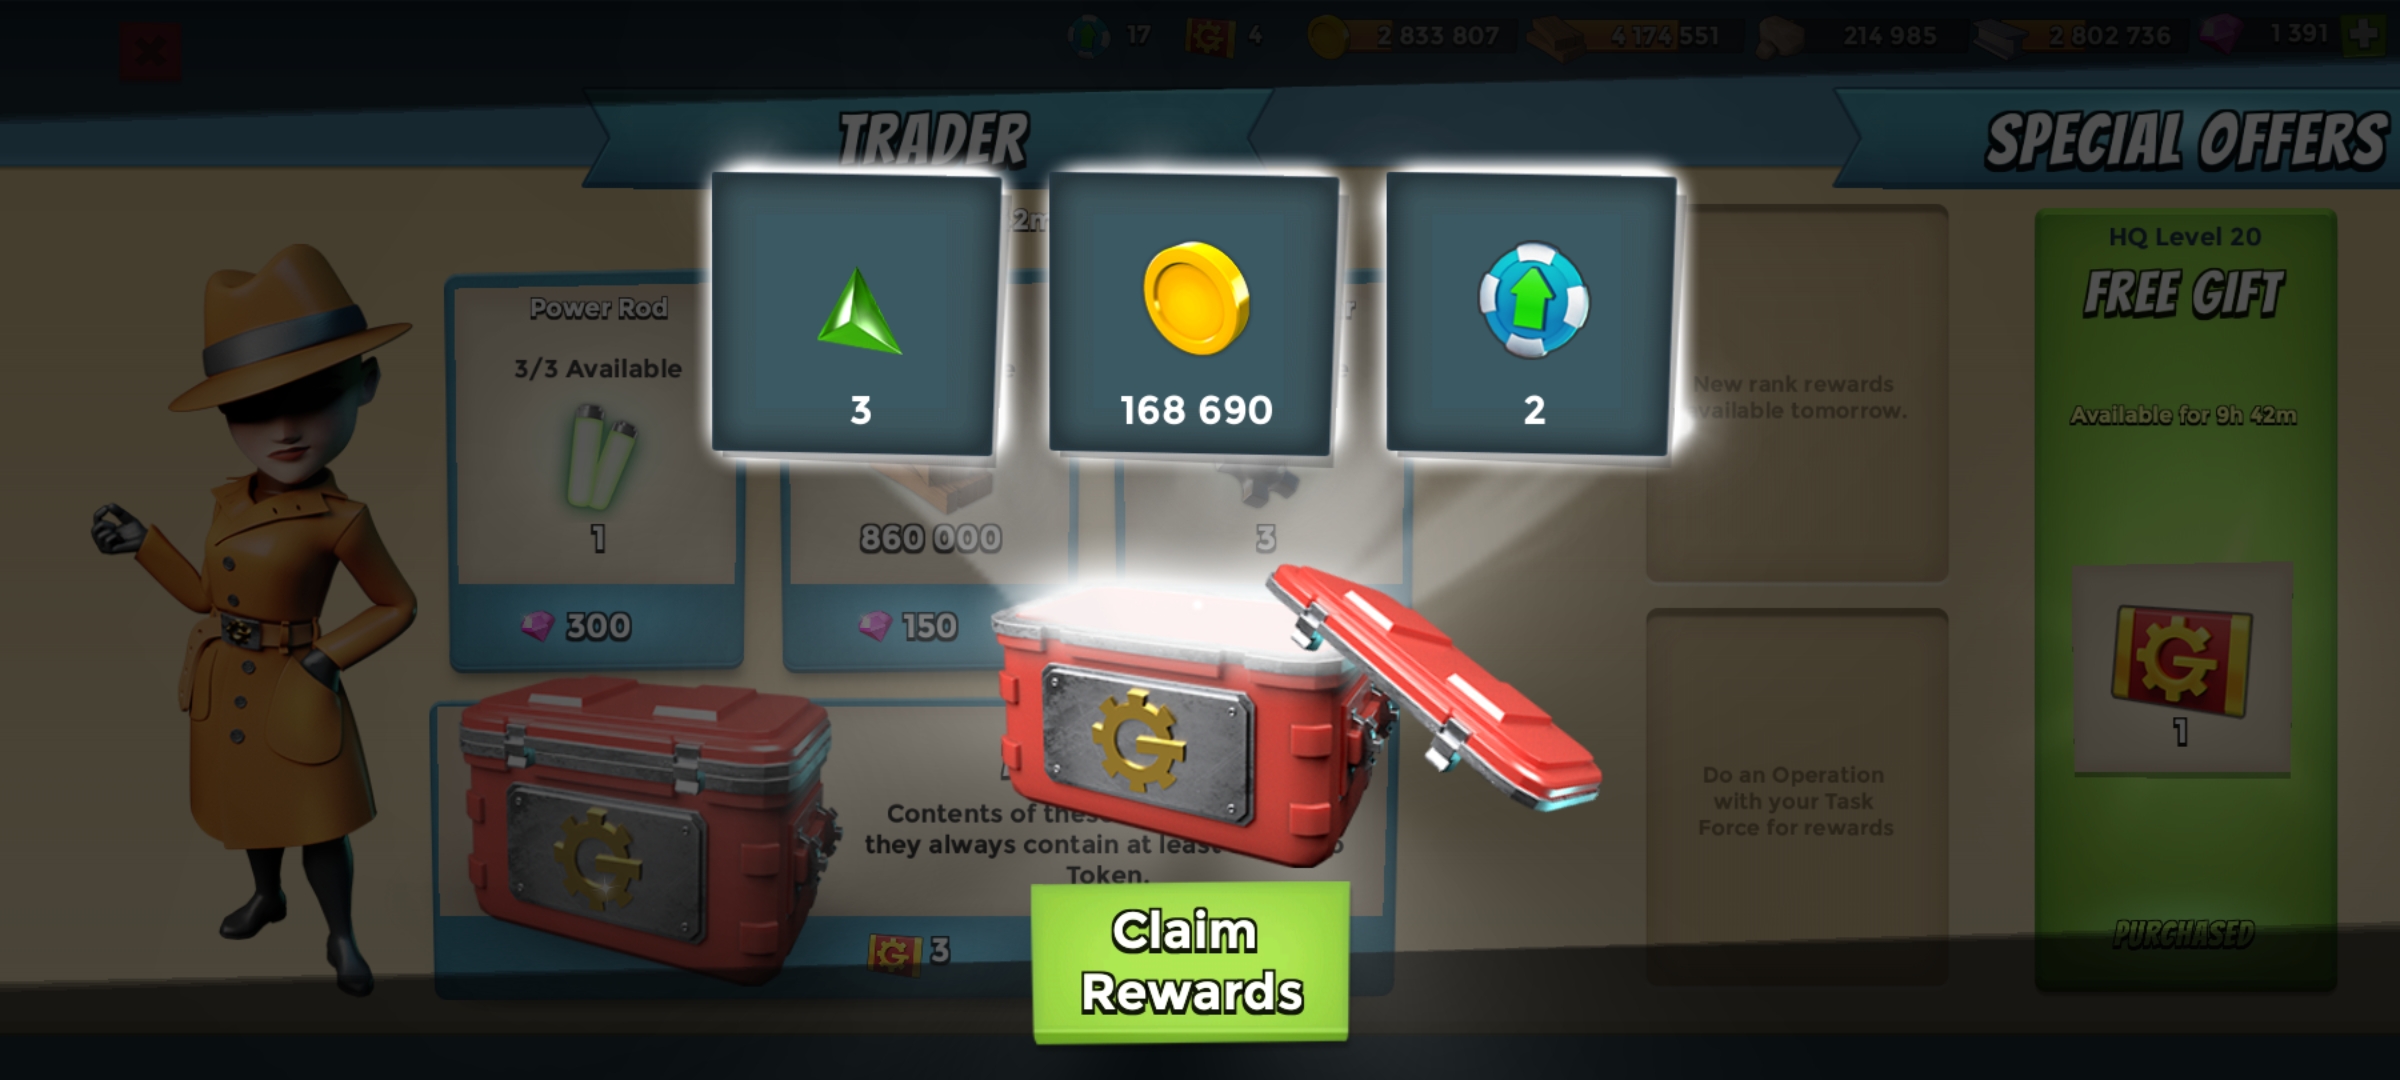 17
4
2 833 807
4 174 551
214 985
2 802 736
1 391
TRADER
SPECIAL OFFERS
2m
Power Rod
3/3 Available
1
300
860 000
150
3
3
168 690
2
New rank rewards
available tomorrow.
Do an Operation
with your Task
Force for rewards
HQ Level 20
FREE GIFT
Available for 9h 42m
1
PURCHASED
Contents of these
they always contain at least
Token.
3
Claim
Rewards